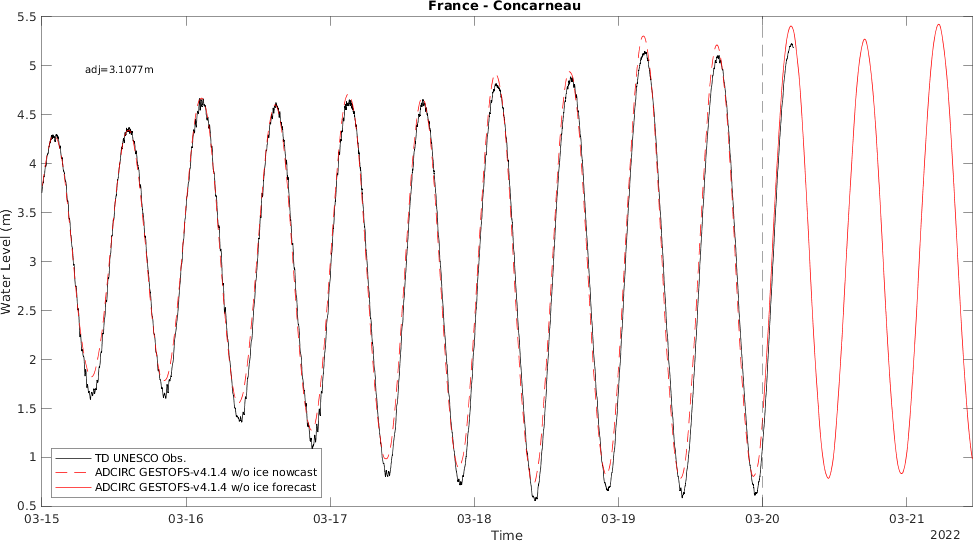 France - Concarneau
adj=3.1077m
5.5
5
4.5
4
3.5
3
2.5
2
1.5
1
0.5
Water Level (m)
TD UNESCO Obs.
ADCIRC GESTOFS-v4.1.4 w/o ice nowcast
ADCIRC GESTOFS-v4.1.4 w/o ice forecast
03-15 03-16 03-17 03-18 03-19 03-20 03-21
Time
2022